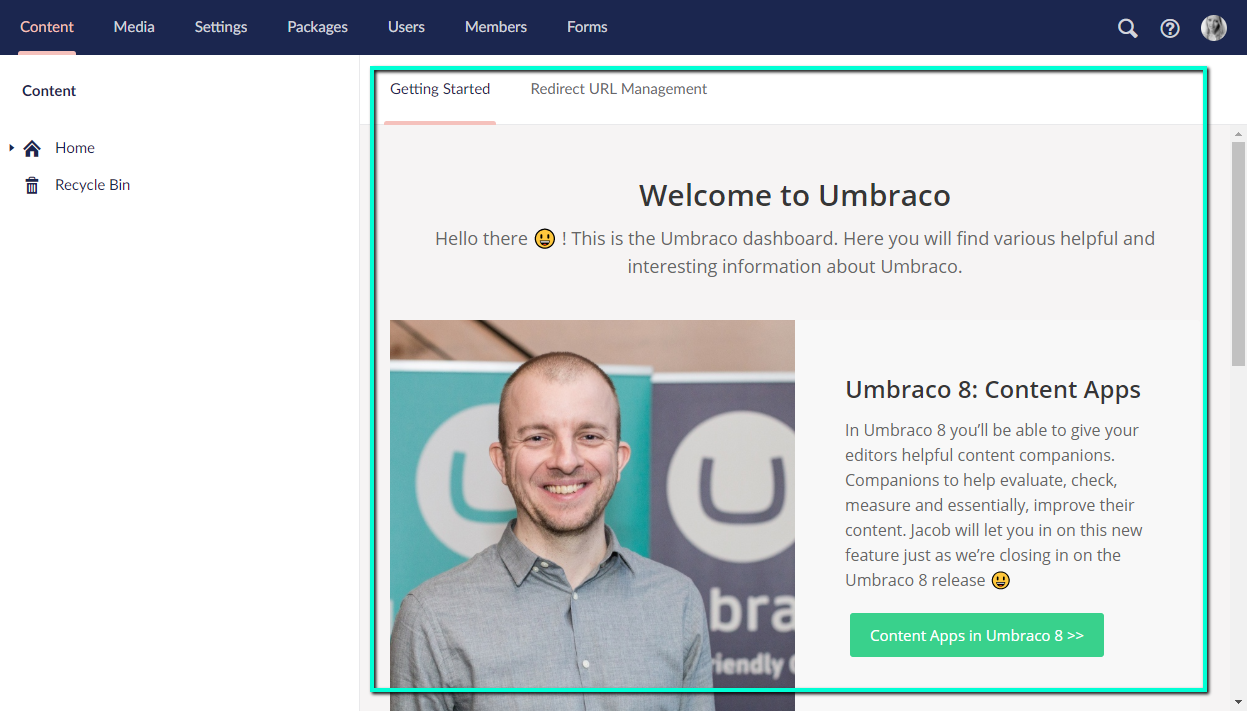 Content Media Settings Packages Users Members Forms
Content
Home
Recycle Bin
Getting Started Redirect URL Management
Welcome to Umbraco
Hello there 😃 ! This is the Umbraco dashboard. Here you will find various helpful and
interesting information about Umbraco.
Umbraco 8: Content Apps
In Umbraco 8 you’ll be able to give your
editors helpful content companions.
Companions to help evaluate, check,
measure and essentially, improve their
content. Jacob will let you in on this new
feature just as we’re closing in on the
Umbraco 8 release 😃
Content Apps in Umbraco 8 >>
bra
riendly